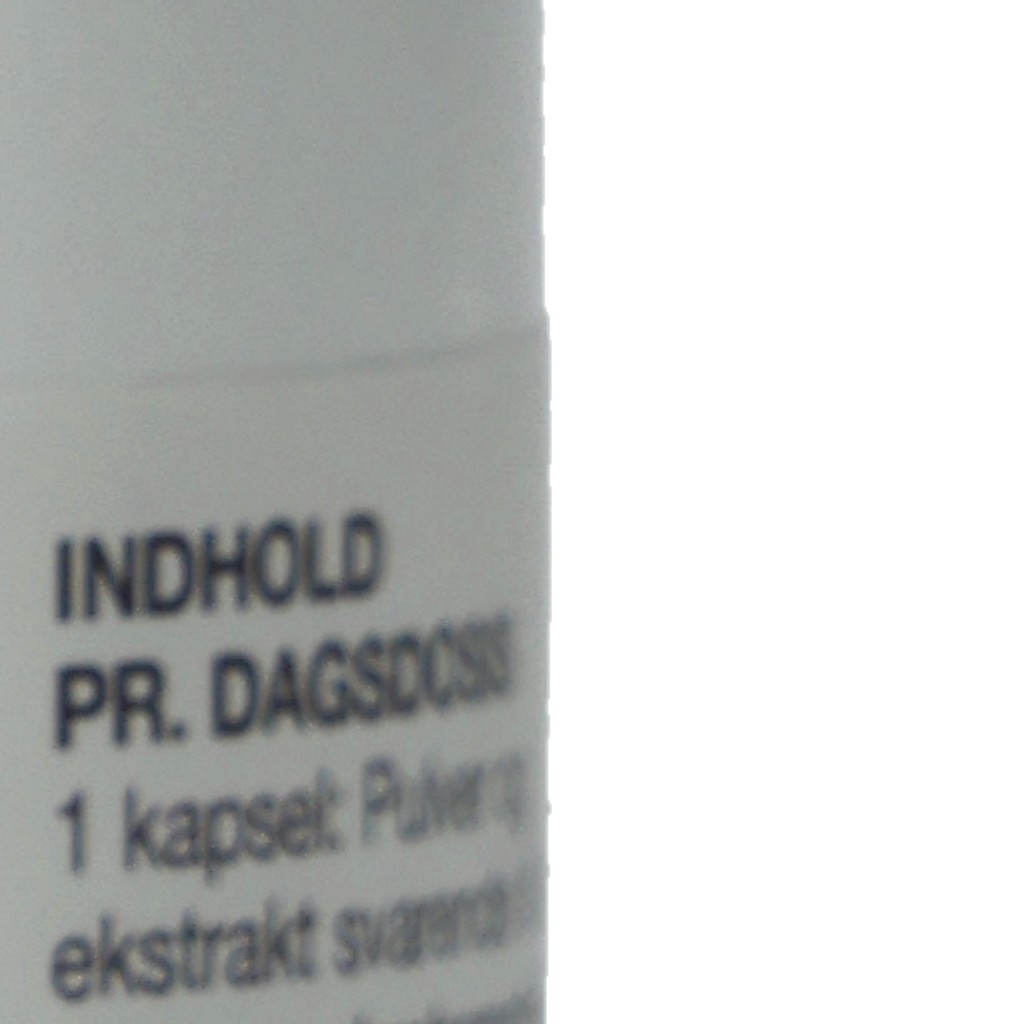 INDHOLD
PR. DAGSDOSIS
1 kapsel: Pulver og
ekstrakt svarende